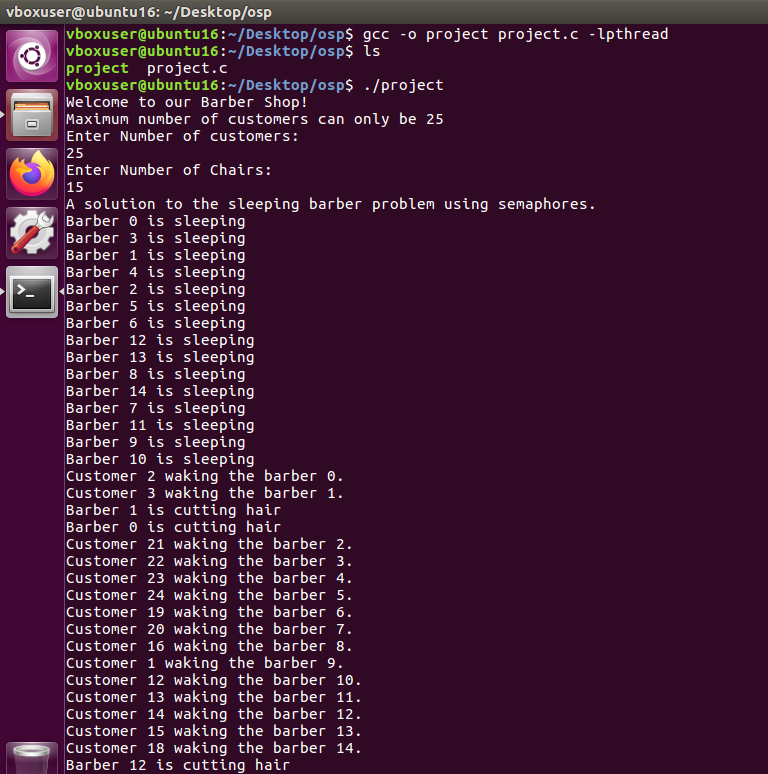 vboxuser@ubuntu16: ~/Desktop/osp
vboxuser@ubuntu16:~/Desktop/osp$ gcc -o project project.c -lpthread
vboxuser@ubuntu16:~/Desktop/osp$ ls
project  project.c
vboxuser@ubuntu16:~/Desktop/osp$ ./project
Welcome to our Barber Shop!
Maximum number of customers can only be 25
Enter Number of customers:
25
Enter Number of Chairs:
15
A solution to the sleeping barber problem using semaphores.
Barber 0 is sleeping
Barber 3 is sleeping
Barber 1 is sleeping
Barber 4 is sleeping
Barber 2 is sleeping
Barber 5 is sleeping
Barber 6 is sleeping
Barber 12 is sleeping
Barber 13 is sleeping
Barber 8 is sleeping
Barber 14 is sleeping
Barber 7 is sleeping
Barber 11 is sleeping
Barber 9 is sleeping
Barber 10 is sleeping
Customer 2 waking the barber 0.
Customer 3 waking the barber 1.
Barber 1 is cutting hair
Barber 0 is cutting hair
Customer 21 waking the barber 2.
Customer 22 waking the barber 3.
Customer 23 waking the barber 4.
Customer 24 waking the barber 5.
Customer 19 waking the barber 6.
Customer 20 waking the barber 7.
Customer 16 waking the barber 8.
Customer 1 waking the barber 9.
Customer 12 waking the barber 10.
Customer 13 waking the barber 11.
Customer 14 waking the barber 12.
Customer 15 waking the barber 13.
Customer 18 waking the barber 14.
Barber 12 is cutting hair